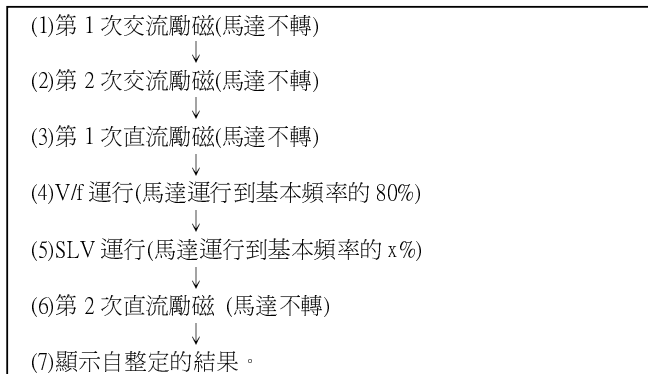 (1)第 1 次交流勵磁(馬達不轉)
↓
(2)第 2 次交流勵磁(馬達不轉)
↓
(3)第 1 次直流勵磁(馬達不轉)
↓
(4)V/f 運行(馬達運行到基本頻率的 80%)
↓
(5)SLV 運行(馬達運行到基本頻率的 x%)
↓
(6)第 2 次直流勵磁 (馬達不轉)
↓
(7)顯示自整定的結果。